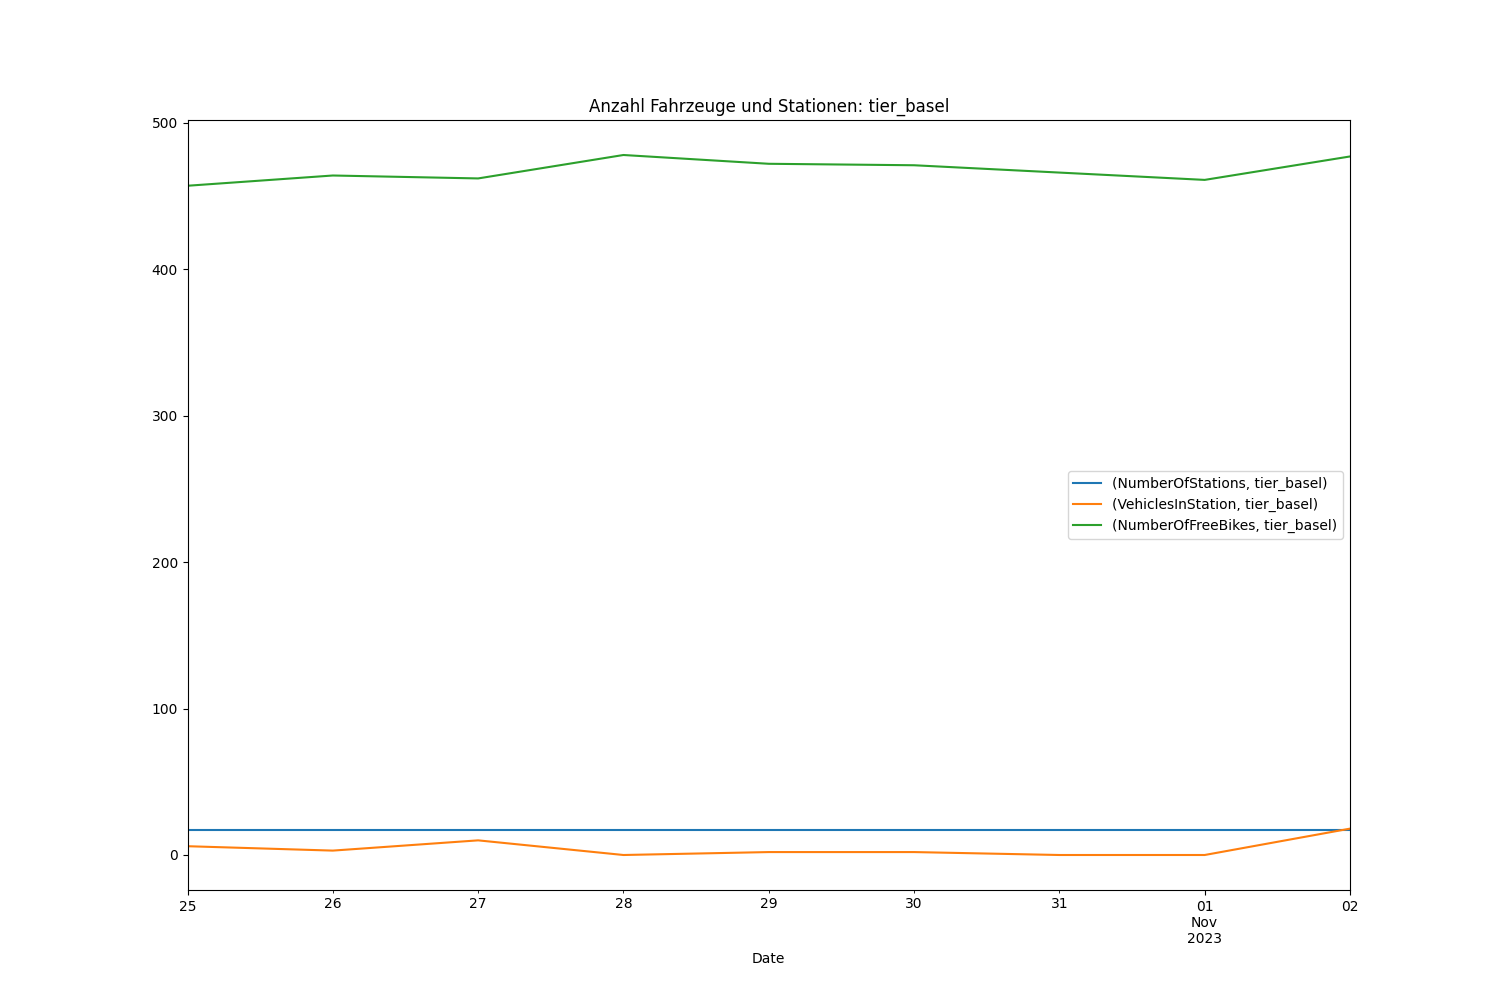 Anzahl Fahrzeuge und Stationen: tier_basel
500
400
300
200
100
0
(NumberOfStations, tier_basel)
(VehiclesInStation, tier_basel)
(NumberOfFreeBikes, tier_basel)
25 26 27 28 29 30 31 01 02
Nov
2023
Date